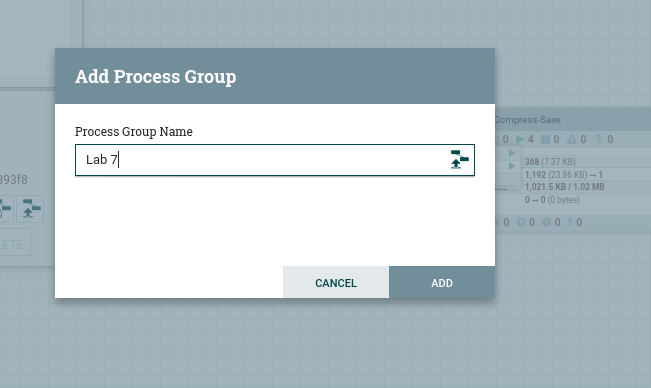 Add Process Group
Process Group Name
Lab 7
CANCEL
ADD
Compress-Save
0 4 0 0 0
368 (7.37 KB)
1,192 (23.86 KB) → 1
1,021.5 KB / 1.02 MB
0 → 0 (0 bytes)
0 0 0 ? 0
393f8
LETE